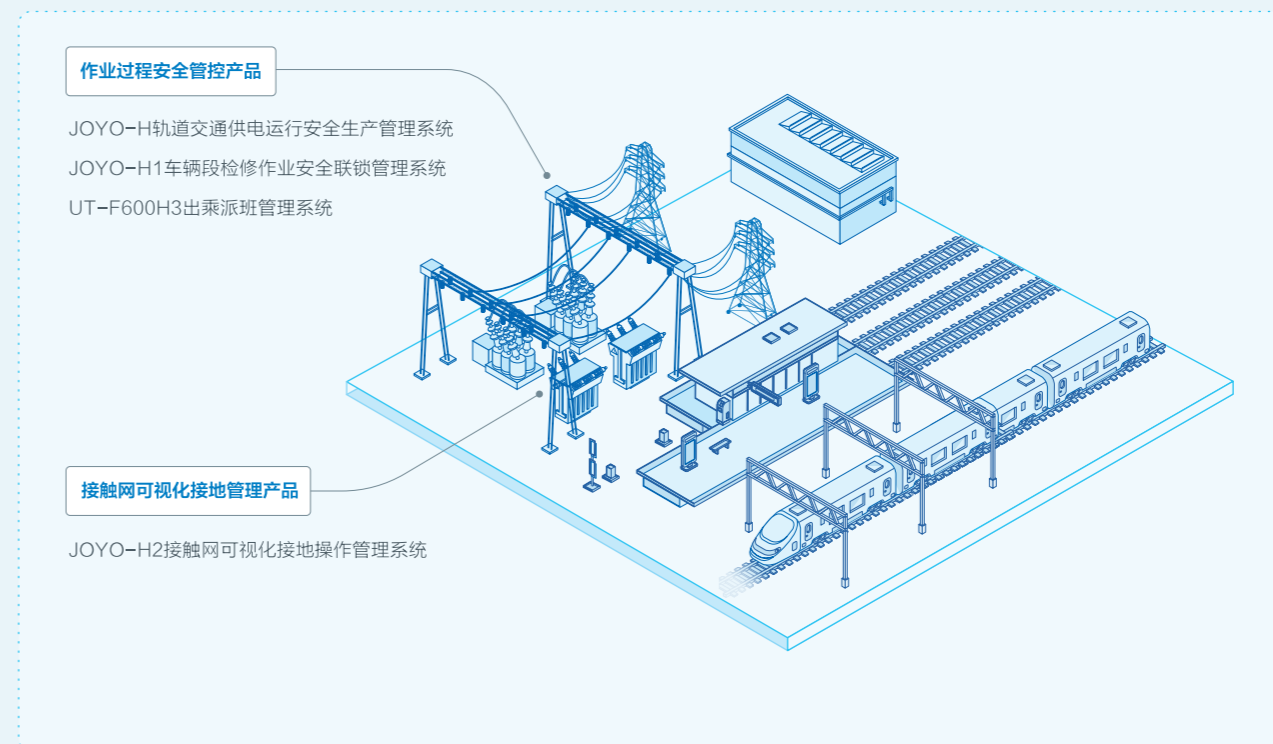 作业过程安全管控产品
JOYO-H轨道交通供电运行安全生产管理系统
JOYO-H1车辆段检修作业安全联锁管理系统
UT-F600H3出乘派班管理系统
接触网可视化接地管理产品
JOYO-H2接触网可视化接地操作管理系统